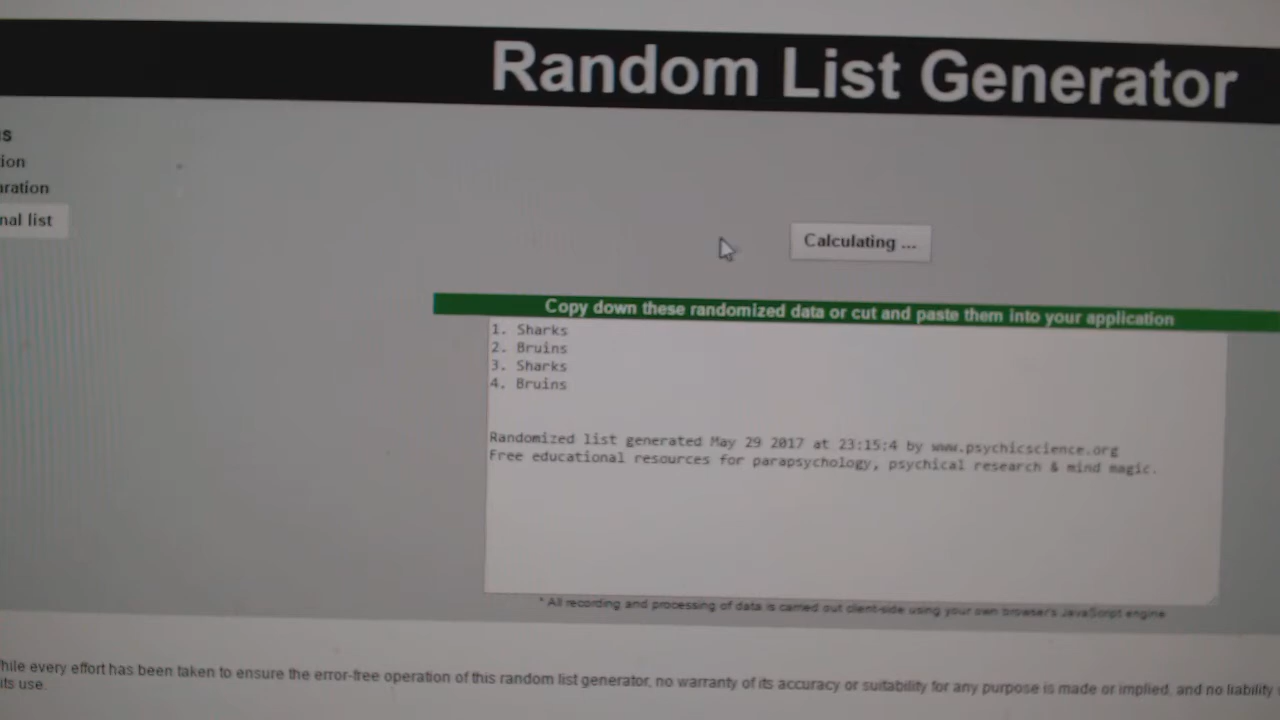 Random List Generator
ion
aration
nal list
Calculating ...
Copy down these randomized data or cut and paste them into your application
1. Sharks
2. Bruins
3. Sharks
4. Bruins
Randomized list generated May 29 2017 at 23:15:4 by www.psychicscience.org
Free educational resources for parapsychology, psychical research & mind magic.
* All recording and processing of data is carried out client-side using your own browser's JavaScript engine
hile every effort has been taken to ensure the error-free operation of this random list generator, no warranty of its accuracy or suitability for any purpose is made or implied, and no liability
its use.